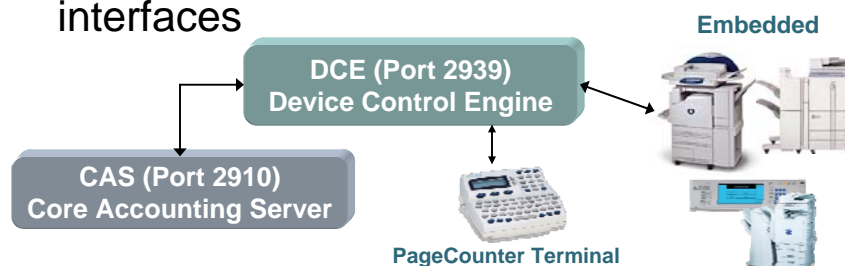 interfaces
Embedded
DCE (Port 2939)
Device Control Engine
CAS (Port 2910)
Core Accounting Server
PageCounter Terminal